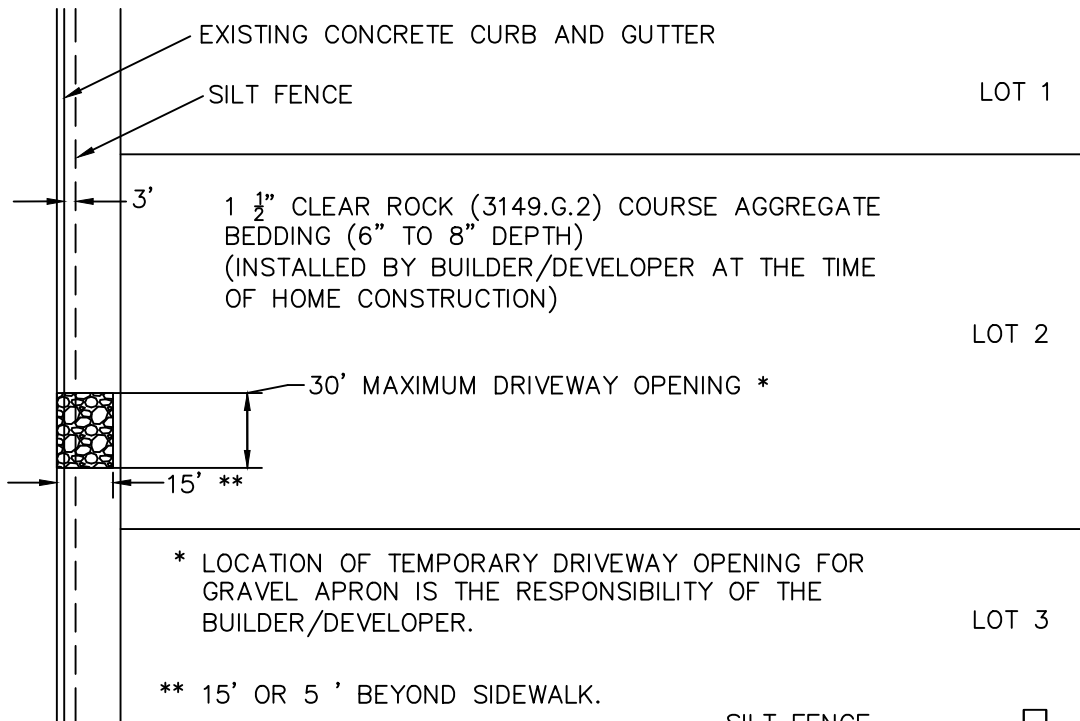 EXISTING CONCRETE CURB AND GUTTER
SILT FENCE
LOT 1
3'
1 ½" CLEAR ROCK (3149.G.2) COURSE AGGREGATE
BEDDING (6" TO 8" DEPTH)
(INSTALLED BY BUILDER/DEVELOPER AT THE TIME
OF HOME CONSTRUCTION)
LOT 2
30' MAXIMUM DRIVEWAY OPENING *
15' **
* LOCATION OF TEMPORARY DRIVEWAY OPENING FOR
GRAVEL APRON IS THE RESPONSIBILITY OF THE
BUILDER/DEVELOPER.
LOT 3
** 15' OR 5 ' BEYOND SIDEWALK.
SILT FENCE